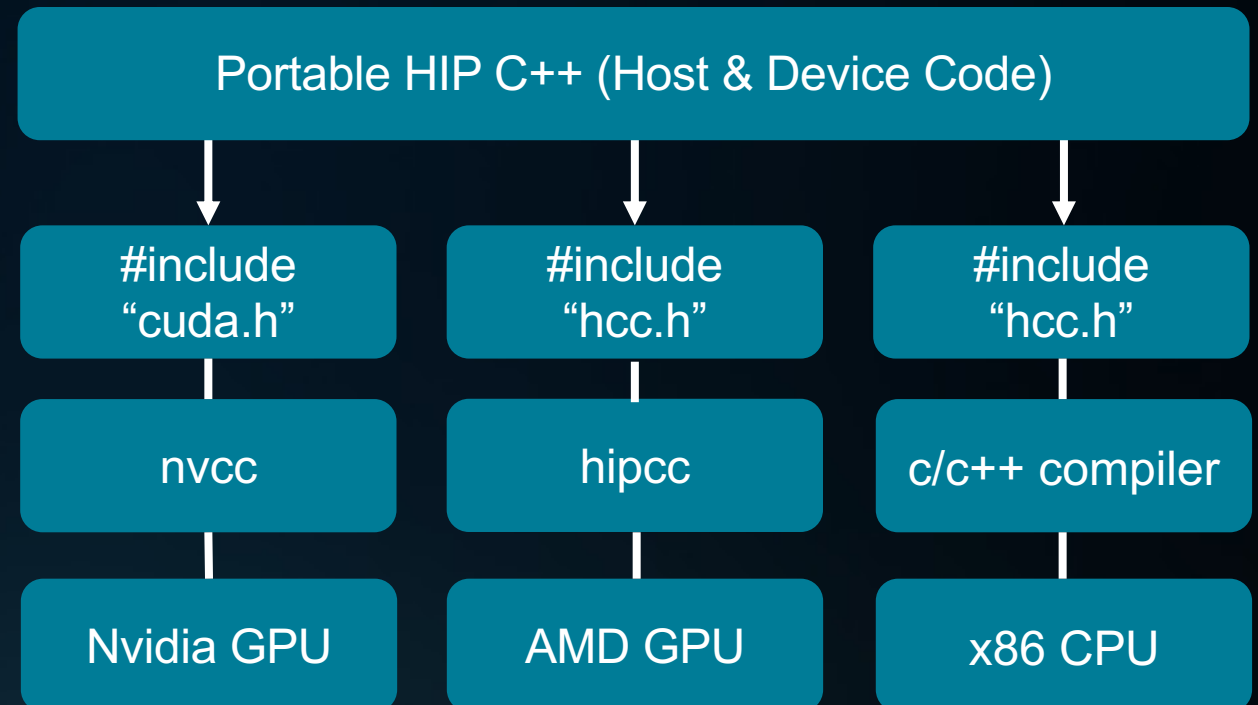 Portable HIP C++ (Host & Device Code)
#include
“cuda.h”
#include
“hcc.h”
#include
“hcc.h”
nvcc
hipcc
c/c++ compiler
Nvidia GPU
AMD GPU
x86 CPU